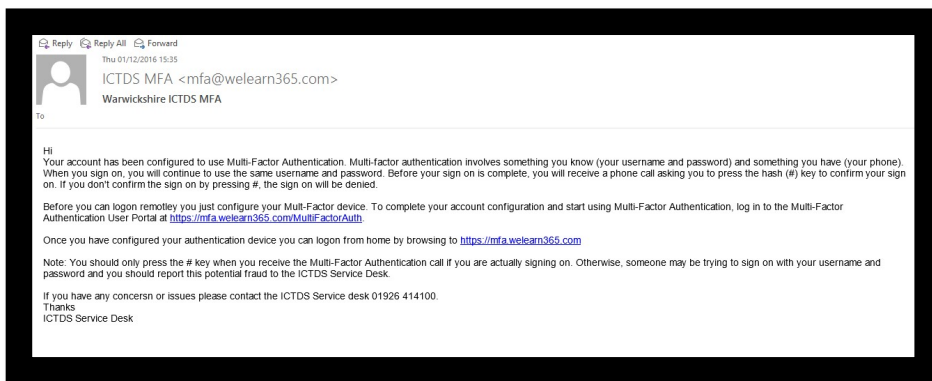 Reply Reply All Forward
Thu 01/12/2016 15:35
ICTDS MFA <mfa@welearn365.com>
Warwickshire ICTDS MFA
To
Hi
Your account has been configured to use Multi-Factor Authentication. Multi-factor authentication involves something you know (your username and password) and something you have (your phone).
When you sign on, you will continue to use the same username and password. Before your sign on is complete, you will receive a phone call asking you to press the hash (#) key to confirm your sign
on. If you don't confirm the sign on by pressing #, the sign on will be denied.
Before you can logon remotley you just configure your Mult-Factor device. To complete your account configuration and start using Multi-Factor Authentication, log in to the Multi-Factor
Authentication User Portal at https://mfa.welearn365.com/MultiFactorAuth.
Once you have configured your authentication device you can logon from home by browsing to https://mfa.welearn365.com
Note: You should only press the # key when you receive the Multi-Factor Authentication call if you are actually signing on. Otherwise, someone may be trying to sign on with your username and
password and you should report this potential fraud to the ICTDS Service Desk.
If you have any concersn or issues please contact the ICTDS Service desk 01926 414100.
Thanks
ICTDS Service Desk